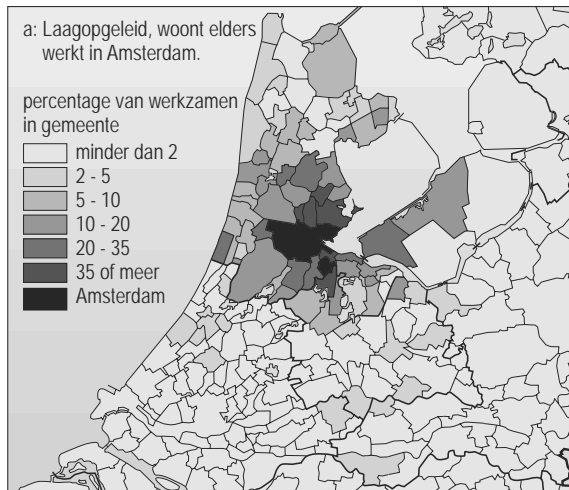 a: Laagopgeleid, woont elders
werkt in Amsterdam.
percentage van werkzamen
in gemeente
minder dan 2
2 - 5
5 - 10
10 - 20
20 - 35
35 of meer
Amsterdam